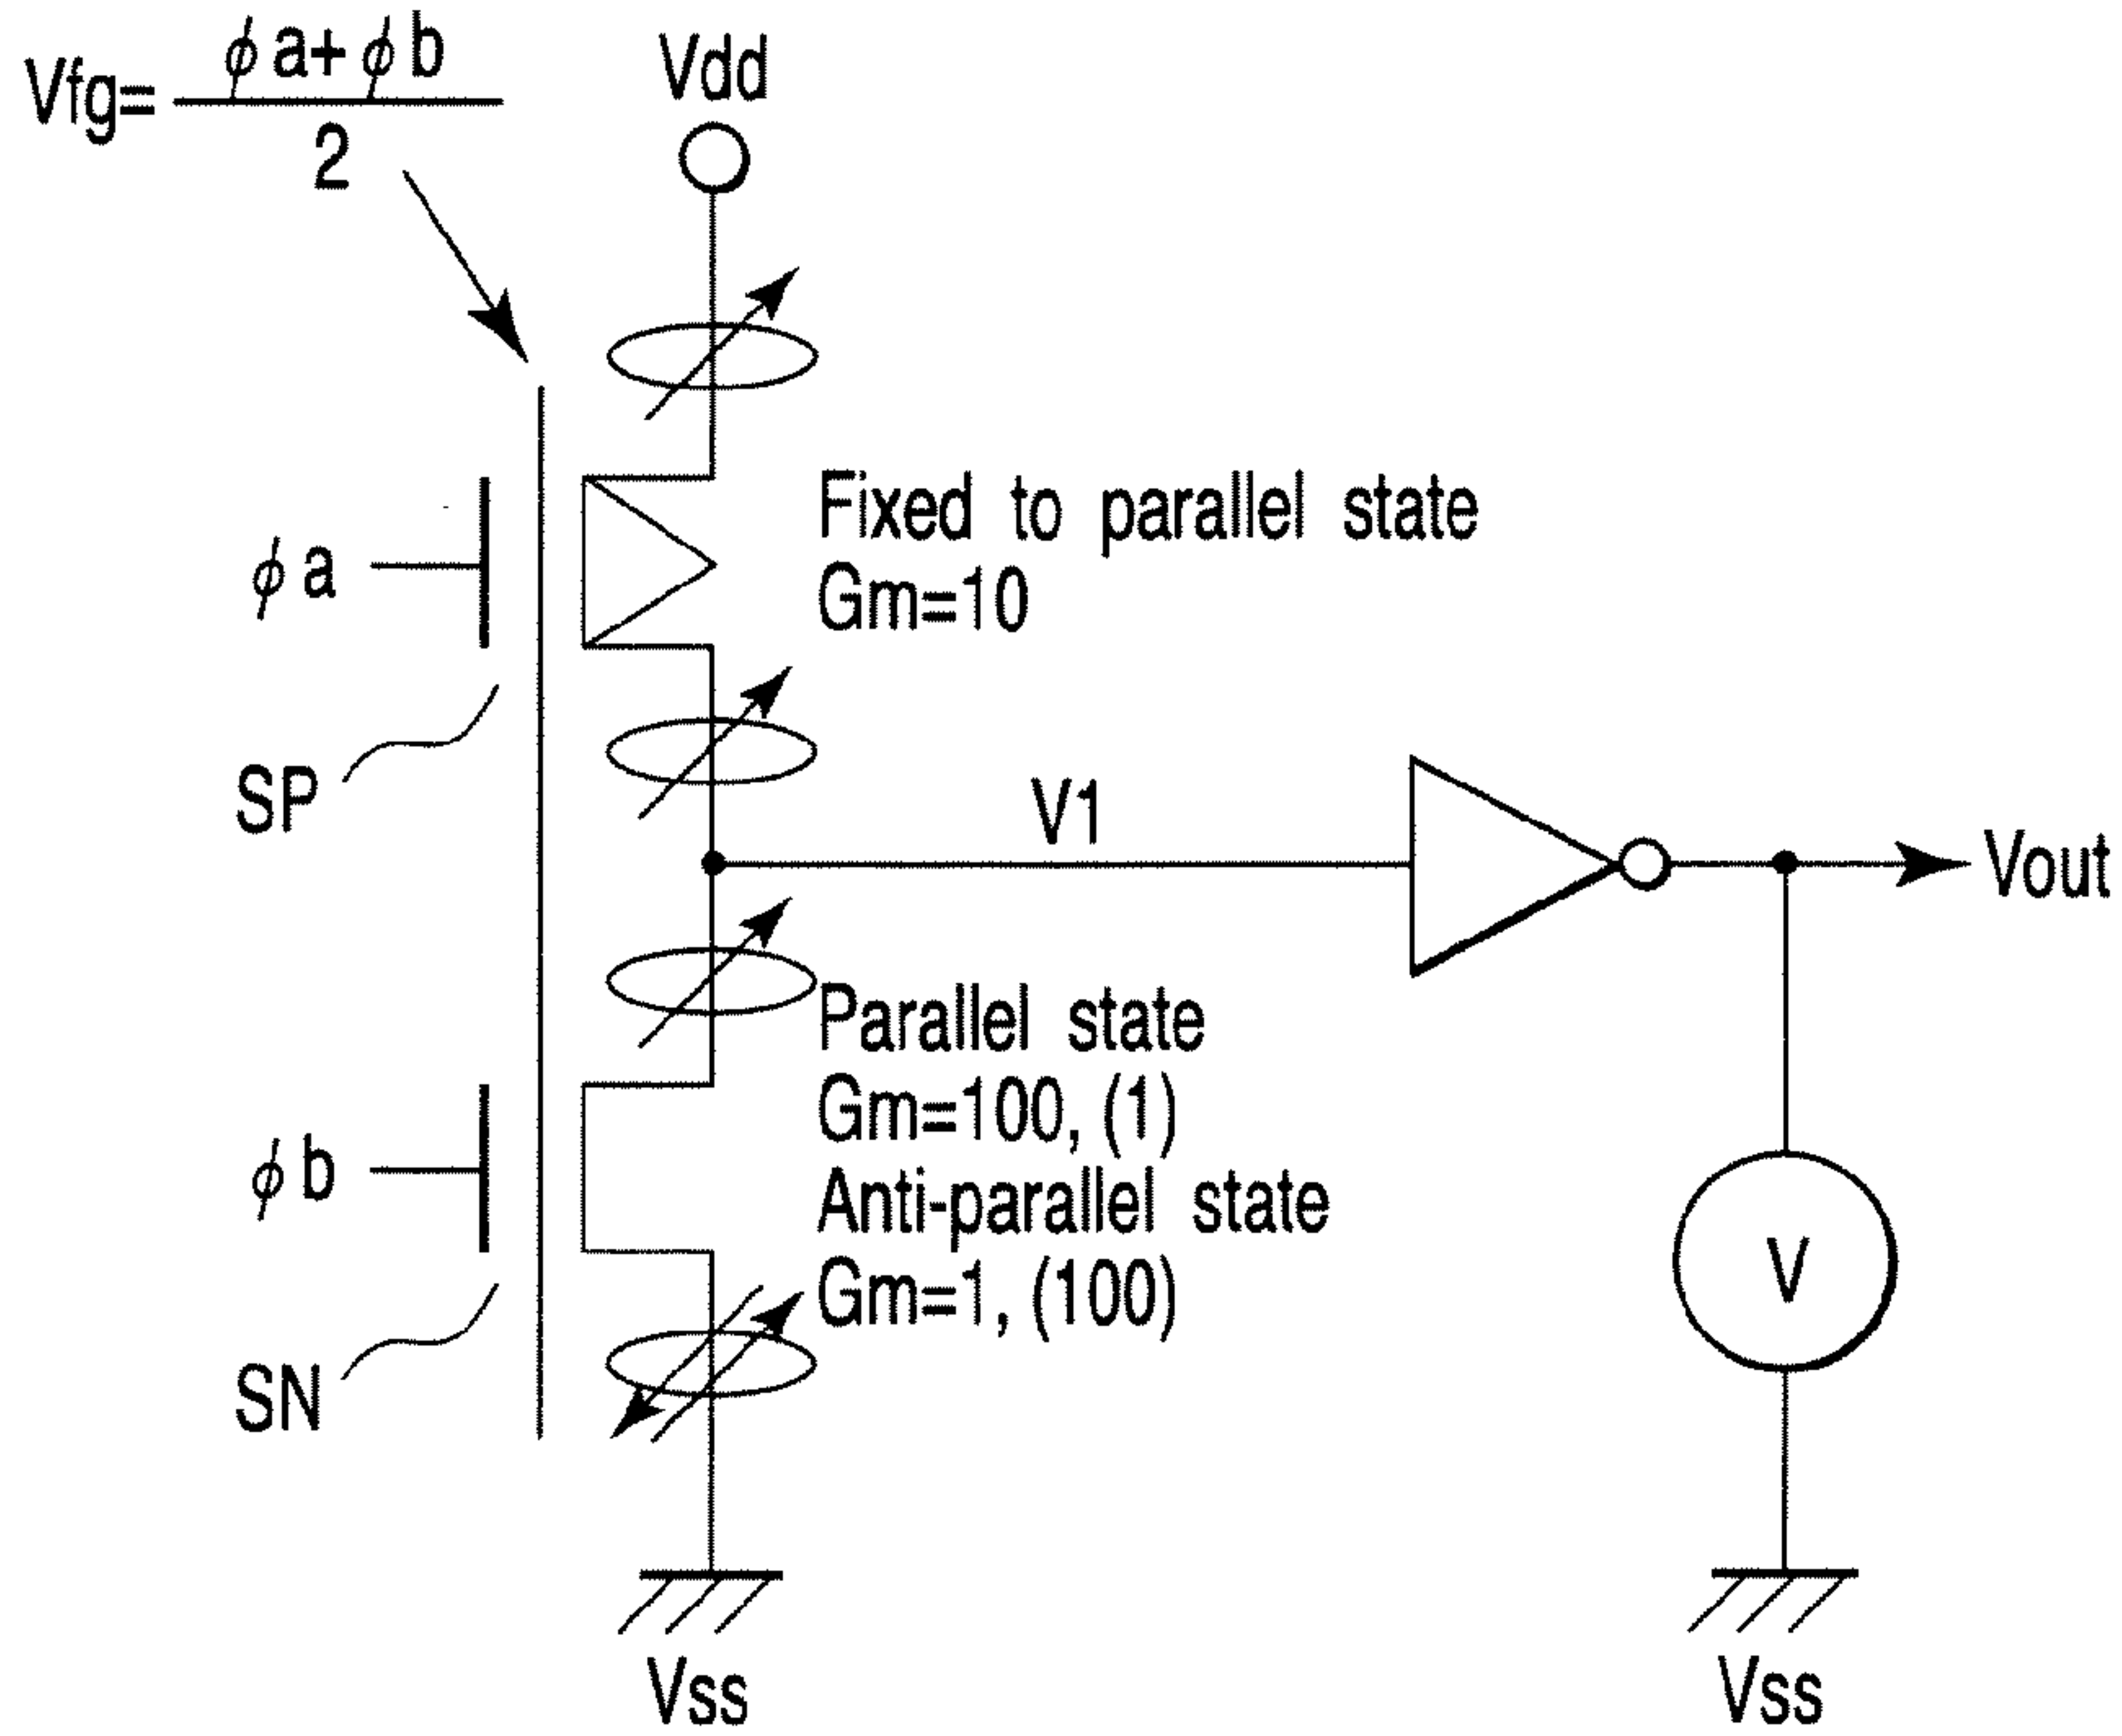 Vfg= ϕa+ϕb
2
Vdd
Fixed to parallel state
Gm=10
ϕa
SP
V1
Vout
Parallel state
Gm=100, (1)
Anti-parallel state
Gm=1, (100)
ϕb
SN
V
Vss
Vss